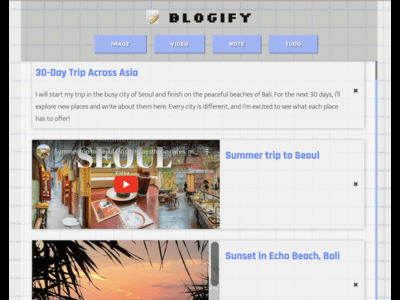 BLOGIFY
IMAGE
VIDEO
NOTE
TODO
30-Day Trip Across Asia
I will start my trip in the busy city of Seoul and finish on the peaceful beaches of Bali. For the next 30 days, I'll
explore new places and write about them here. Every city is different, and I'm excited to see what each place
has to offer!
Summer trip to Seoul
SEOUL
Summer trip to Seoul
Sunset in Echo Beach, Bali